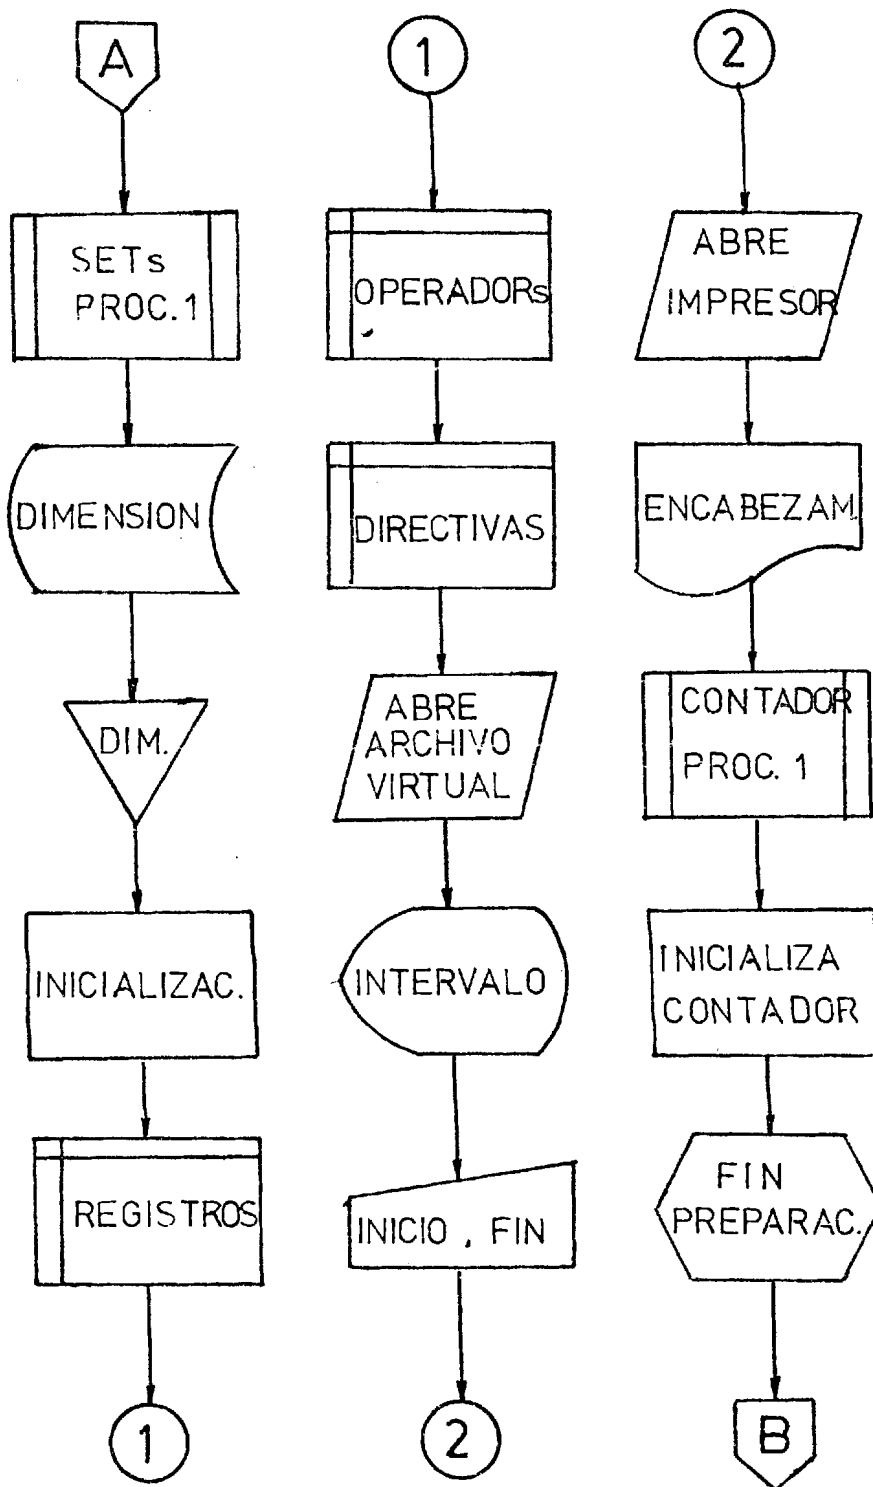 A
SETs
PROC.1
DIMENSION
DIM.
INICIALIZAC.
REGISTROS
1
1
OPERADORs
DIRECTIVAS
ABRE
ARCHIVO
VIRTUAL
INTERVALO
INICIO , FIN
2
2
ABRE
IMPRESOR
ENCABEZAM.
CONTADOR
PROC. 1
INICIALIZA
CONTADOR
FIN
PREPARAC.
B